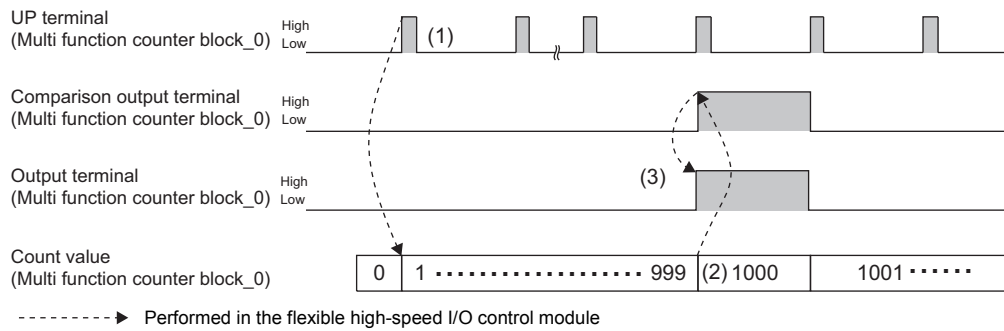 UP terminal
(Multi function counter block_0)
High
Low
(1)
Comparison output terminal
(Multi function counter block_0)
High
Low
Output terminal
(Multi function counter block_0)
High
Low
(3)
Count value
(Multi function counter block_0)
0 1 ･････････････････････ 999 (2) 1000 1001 ･･････
Performed in the flexible high-speed I/O control module